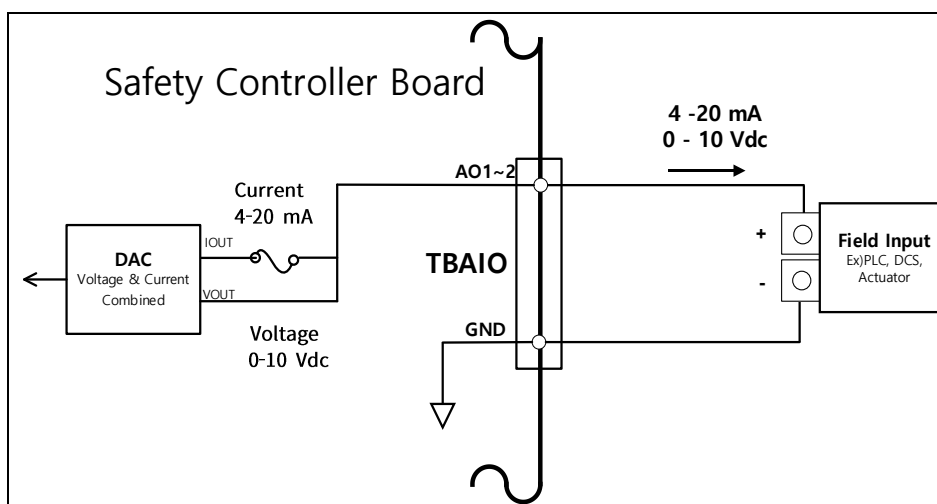 Safety Controller Board
4 -20 mA
0 - 10 Vdc
AO1~2
Current
4-20 mA
IOUT
DAC
Voltage & Current
Combined
VOUT
TBAIO
+
Field Input
Ex)PLC, DCS,
Actuator
-
Voltage
0-10 Vdc
GND